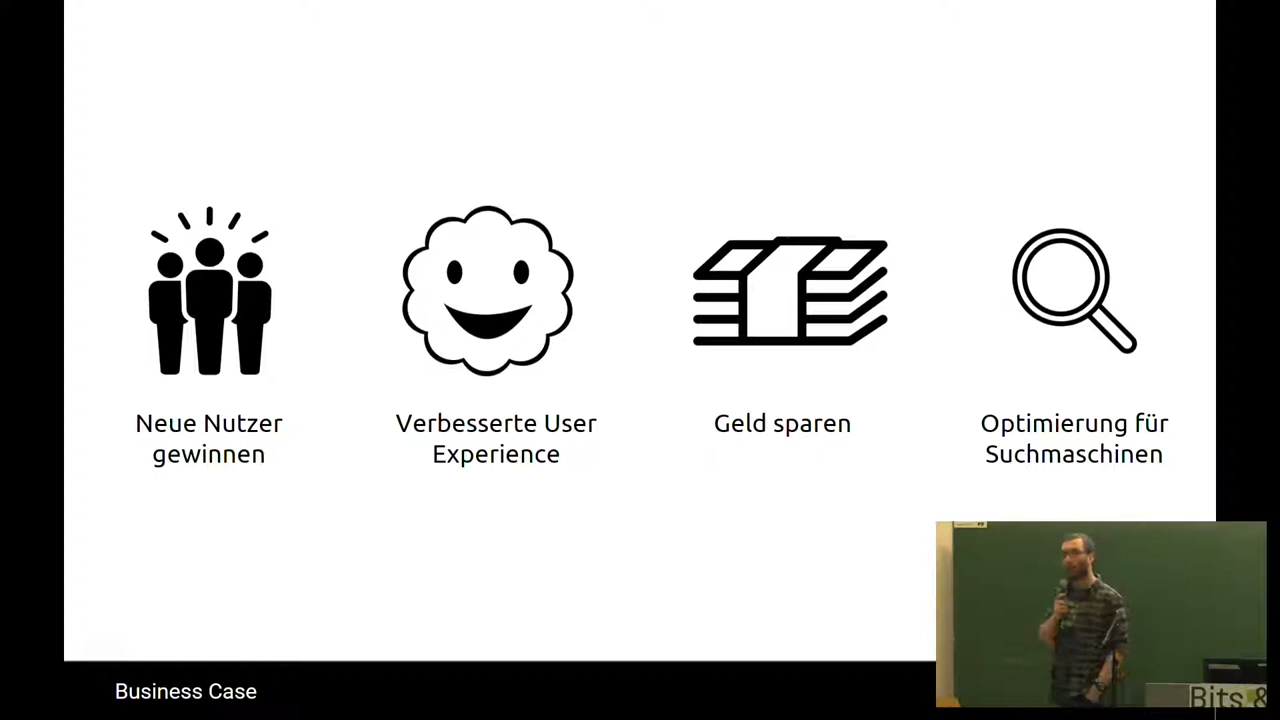 Neue Nutzer
gewinnen
Verbesserte User
Experience
Geld sparen
Optimierung für
Suchmaschinen
Business Case
Bits &